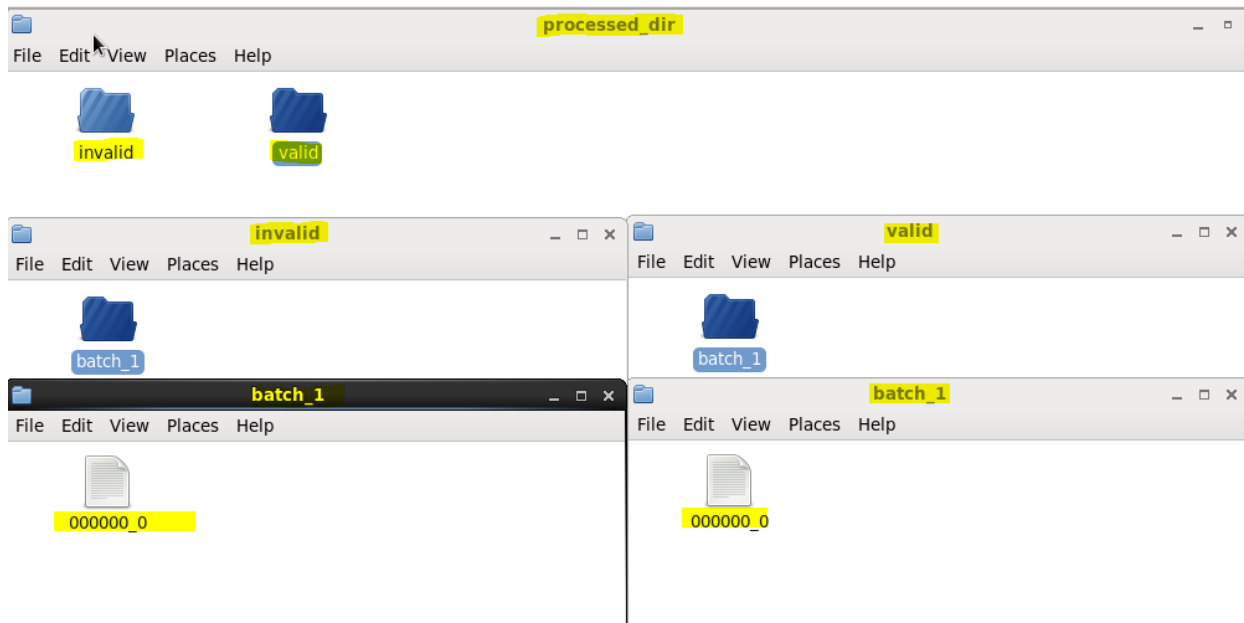 processed_dir
File Edit View Places Help
invalid valid
invalid
File Edit View Places Help
batch_1
valid
File Edit View Places Help
batch_1
batch_1
File Edit View Places Help
000000_0
batch_1
File Edit View Places Help
000000_0